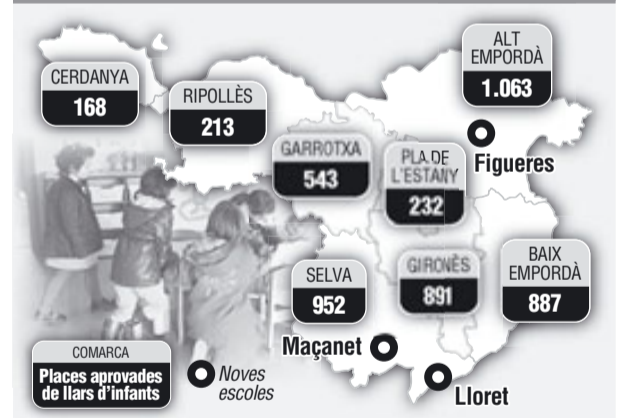 CERDANYA
168
RIPOLLÈS
213
ALT
EMPORDÀ
1.063
Figueres
GARROTXA
543
PLA DE
L'ESTANY
232
SELVA
952
GIRONÈS
891
BAIX
EMPORDÀ
887
Maçanet
Lloret
COMARCA
Places aprovades
de llars d'infants
Noves
escoles